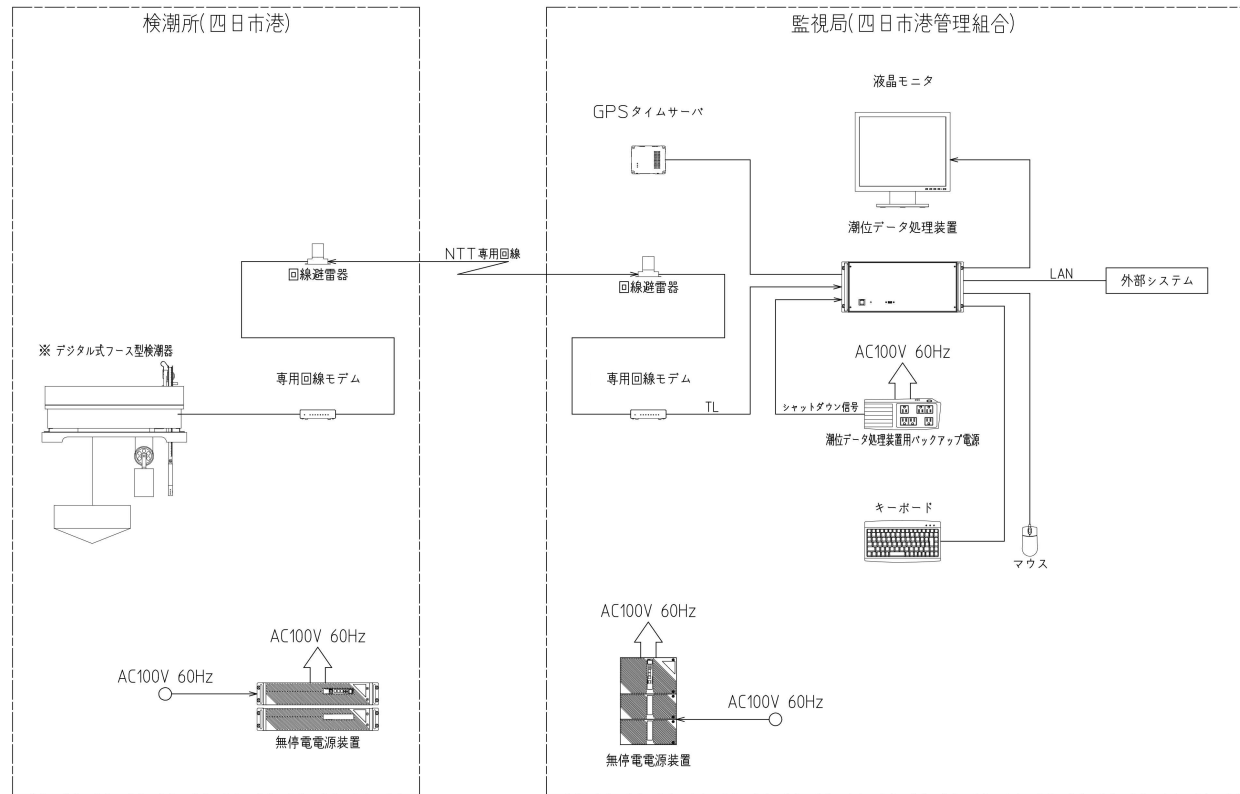 検潮所(四日市港)
監視局(四日市港管理組合)
液晶モニタ
GPSタイムサーバ
潮位データ処理装置
NTT専用回線
回線避雷器
回線避雷器
LAN
外部システム
※ デジタル式フース型検潮器
AC100V 60Hz
専用回線モデム
専用回線モデム
TL
シャットダウン信号
潮位データ処理装置用バックアップ電源
キーボード
マウス
AC100V 60Hz
AC100V 60Hz
AC100V 60Hz
AC100V 60Hz
無停電電源装置
無停電電源装置